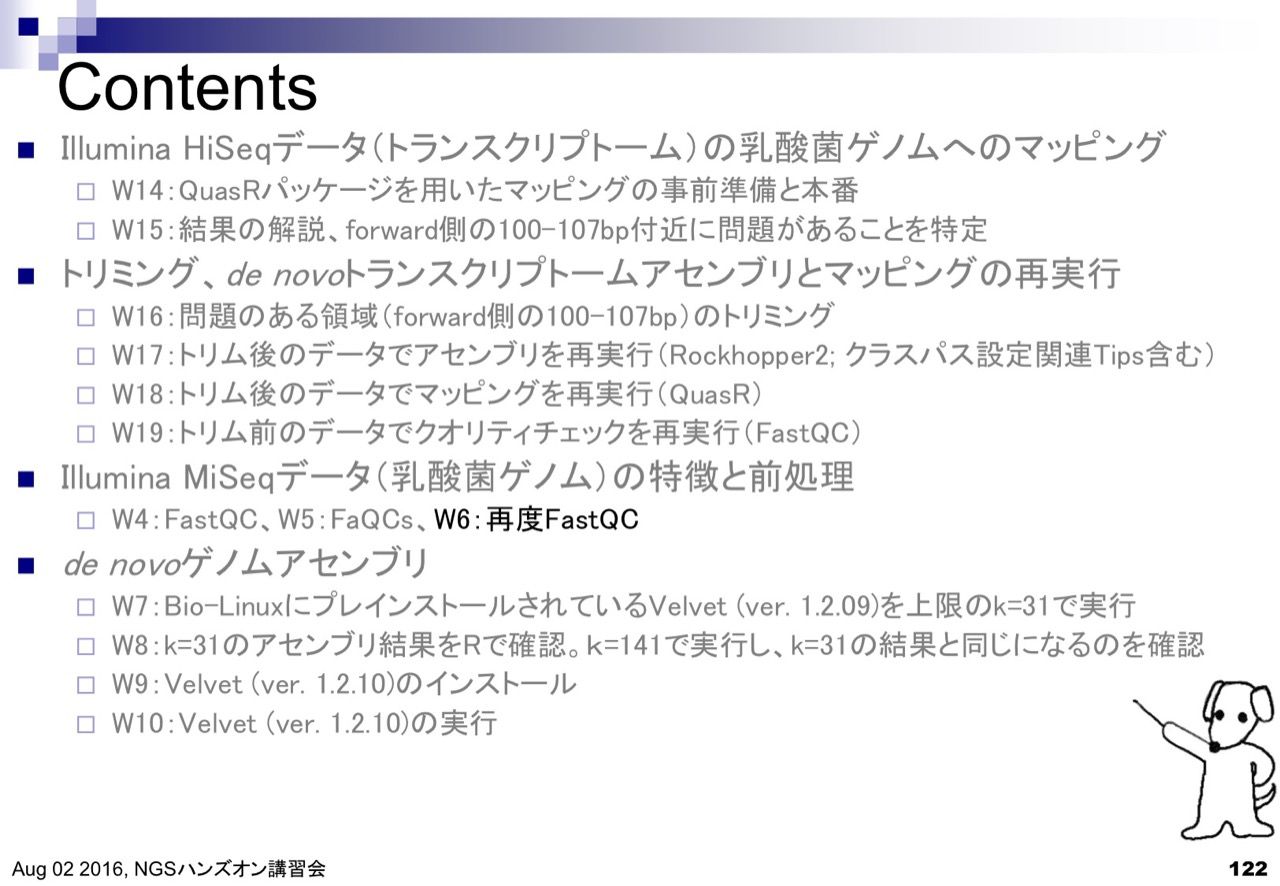 Contents
Illumina HiSeqデータ(トランスクリプトーム)の乳酸菌ゲノムへのマッピング
W14:QuasRパッケージを用いたマッピングの事前準備と本番
W15:結果の解説、forward側の100-107bp付近に問題があることを特定
トリミング、de novoトランスクリプトームアセンブリとマッピングの再実行
W16:問題のある領域(forward側の100-107bp)のトリミング
W17:トリム後のデータでアセンブリを再実行(Rockhopper2; クラスパス設定関連Tips含む)
W18:トリム後のデータでマッピングを再実行(QuasR)
W19:トリム前のデータでクオリティチェックを再実行(FastQC)
Illumina MiSeqデータ(乳酸菌ゲノム)の特徴と前処理
W4:FastQC、W5:FaQCs、W6:再度FastQC
de novoゲノムアセンブリ
W7:Bio-LinuxにプレインストールされているVelvet (ver. 1.2.09)を上限のk=31で実行
W8:k=31のアセンブリ結果をRで確認。k=141で実行し、k=31の結果と同じになるのを確認
W9:Velvet (ver. 1.2.10)のインストール
W10:Velvet (ver. 1.2.10)の実行
Aug 02 2016, NGSハンズオン講習会
122